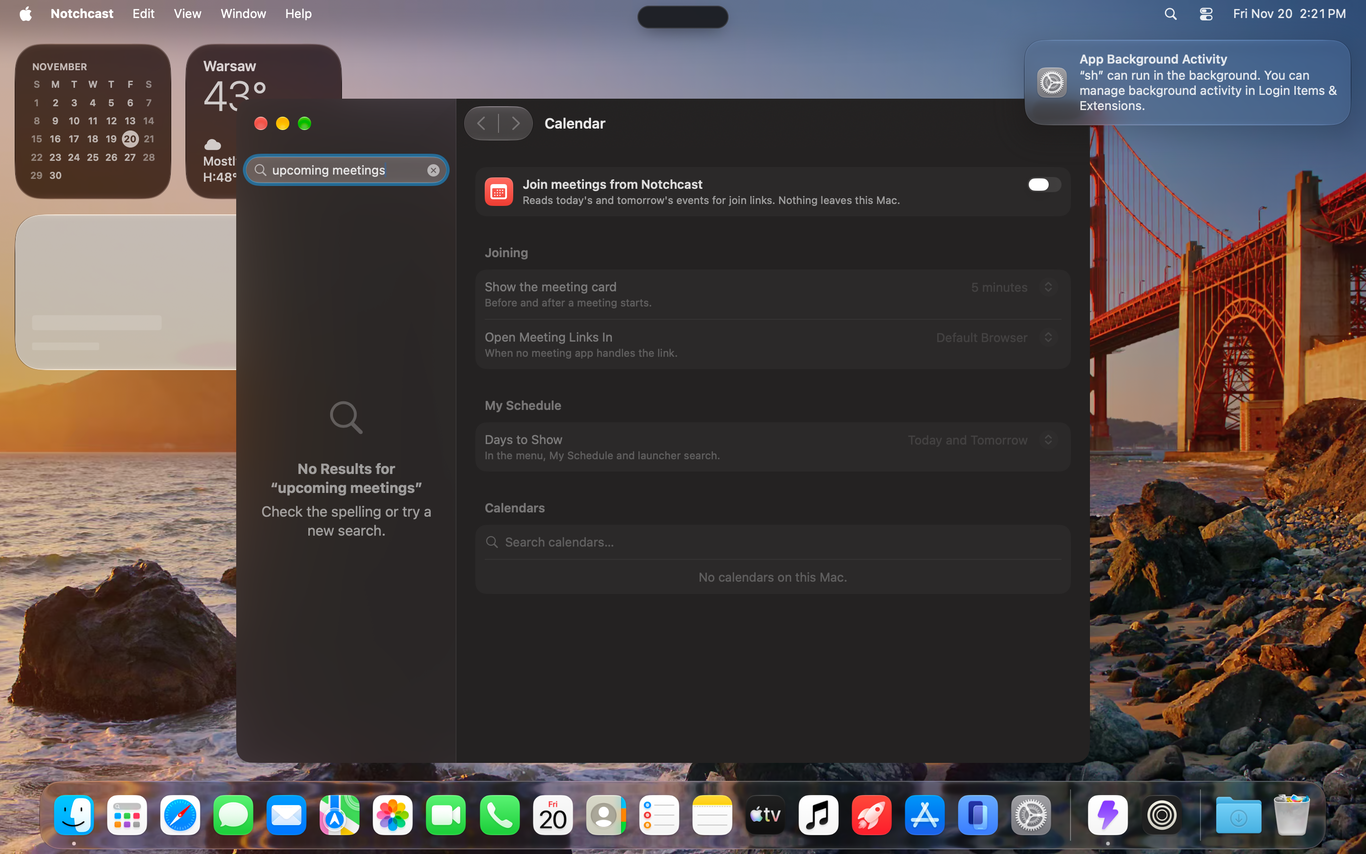 Notchcast Edit View Window Help
Fri Nov 20 2:21 PM
NOVEMBER
S M T W T F S
1 2 3 4 5 6 7
8 9 10 11 12 13 14
15 16 17 18 19 20 21
22 23 24 25 26 27 28
29 30
Warsaw
43°
H:48°
App Background Activity
“sh” can run in the background. You can
manage background activity in Login Items &
Extensions.
upcoming meetings
No Results for
“upcoming meetings”
Check the spelling or try a
new search.
Calendar
Join meetings from Notchcast
Reads today's and tomorrow's events for join links. Nothing leaves this Mac.
Joining
Show the meeting card
5 minutes
Before and after a meeting starts.
Open Meeting Links In
Default Browser
When no meeting app handles the link.
My Schedule
Days to Show
Today and Tomorrow
In the menu, My Schedule and launcher search.
Calendars
Search calendars...
No calendars on this Mac.
Fri
20
tv